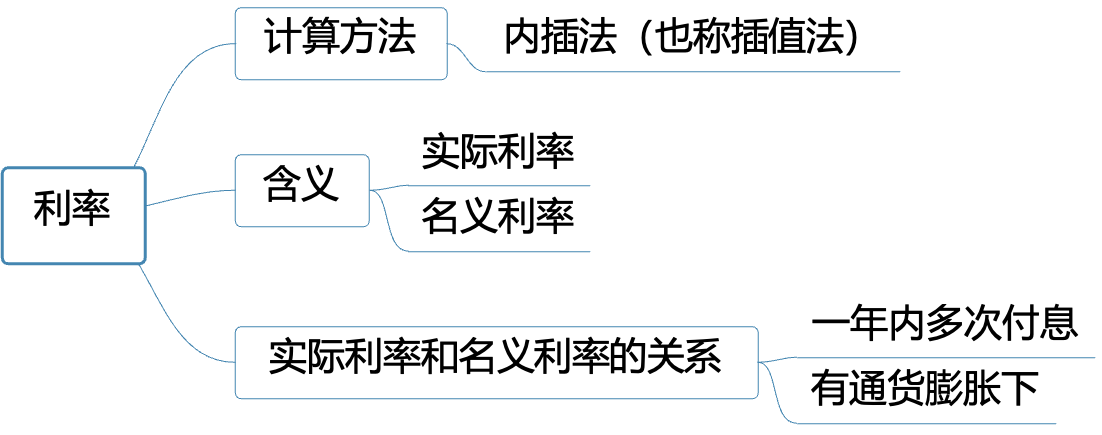 利率
计算方法
内插法（也称插值法）
含义
实际利率
名义利率
实际利率和名义利率的关系
一年内多次付息
有通货膨胀下